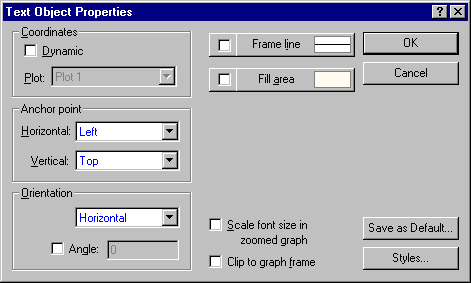 Text Object Properties
Coordinates
Dynamic
Plot: Plot 1
Anchor point
Horizontal: Left
Vertical: Top
Orientation
Horizontal
Angle: 0
Frame line
Fill area
Scale font size in
zoomed graph
Clip to graph frame
OK
Cancel
Save as Default...
Styles...